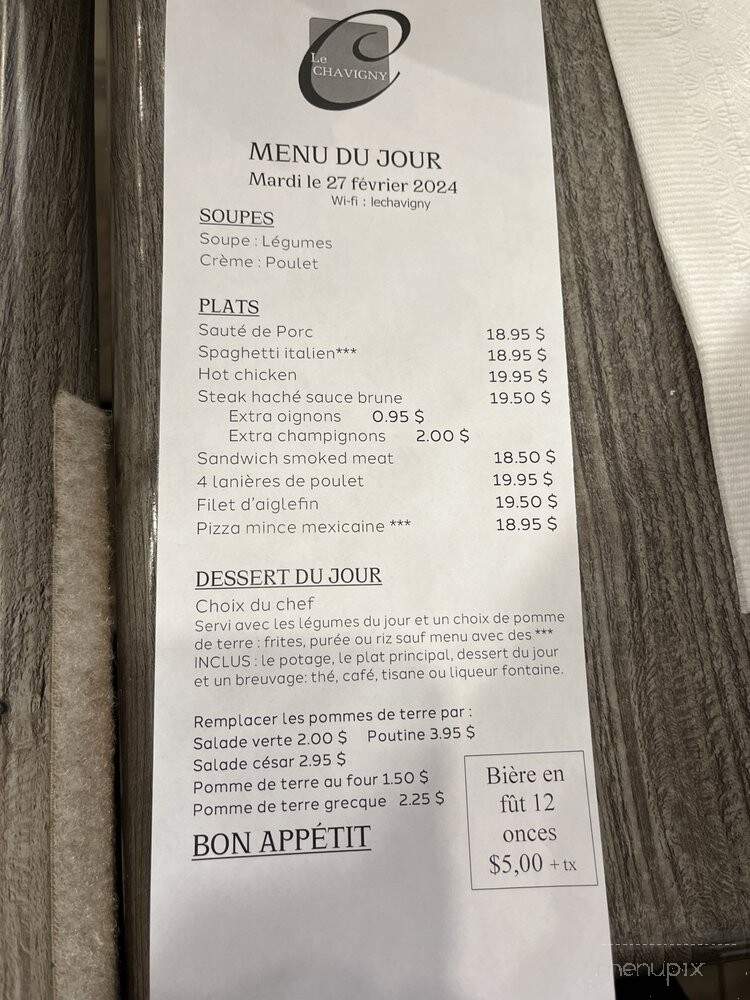 Le
CHAVIGNY
MENU DU JOUR
Mardi le 27 février 2024
Wi-fi : lechavigny
SOUPES
Soupe : Légumes
Crème : Poulet
PLATS
Sauté de Porc 18.95 $
Spaghetti italien*** 18.95 $
Hot chicken 19.95 $
Steak haché sauce brune 19.50 $
Extra oignons 0.95 $
Extra champignons 2.00 $
Sandwich smoked meat 18.50 $
4 lanières de poulet 19.95 $
Filet d'aiglefin 19.50 $
Pizza mince mexicaine *** 18.95 $
DESSERT DU JOUR
Choix du chef
Servi avec les légumes du jour et un choix de pomme
de terre : frites, purée ou riz sauf menu avec des ***
INCLUS : le potage, le plat principal, dessert du jour
et un breuvage: thé, café, tisane ou liqueur fontaine.
Remplacer les pommes de terre par :
Salade verte 2.00 $ Poutine 3.95 $
Salade césar 2.95 $
Pomme de terre au four 1.50 $
Pomme de terre grecque 2.25 $
BON APPÉTIT
Bière en
fût 12
onces
$5,00 + tx
menupix